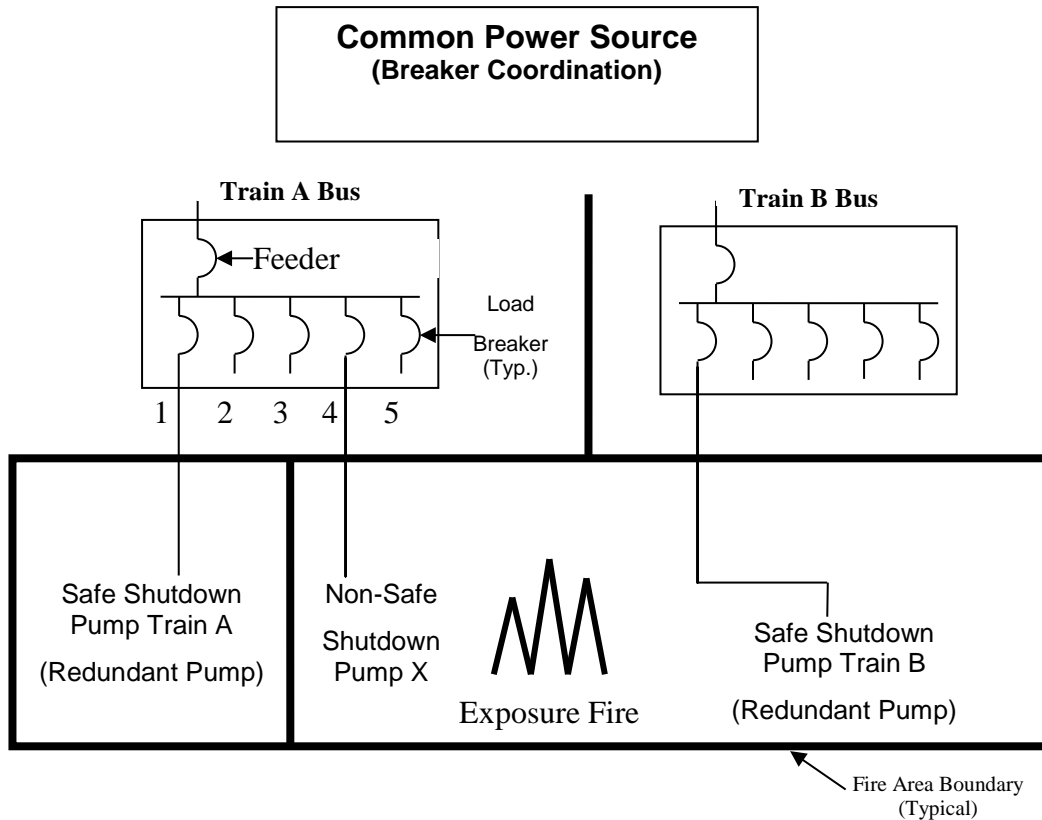 Common Power Source
(Breaker Coordination)
Train A Bus
Train B Bus
Feeder
Load
Breaker
(Typ.)
1 2 3 4 5
Safe Shutdown
Pump Train A
(Redundant Pump)
Non-Safe
Shutdown
Pump X
Exposure Fire
Safe Shutdown
Pump Train B
(Redundant Pump)
Fire Area Boundary
(Typical)